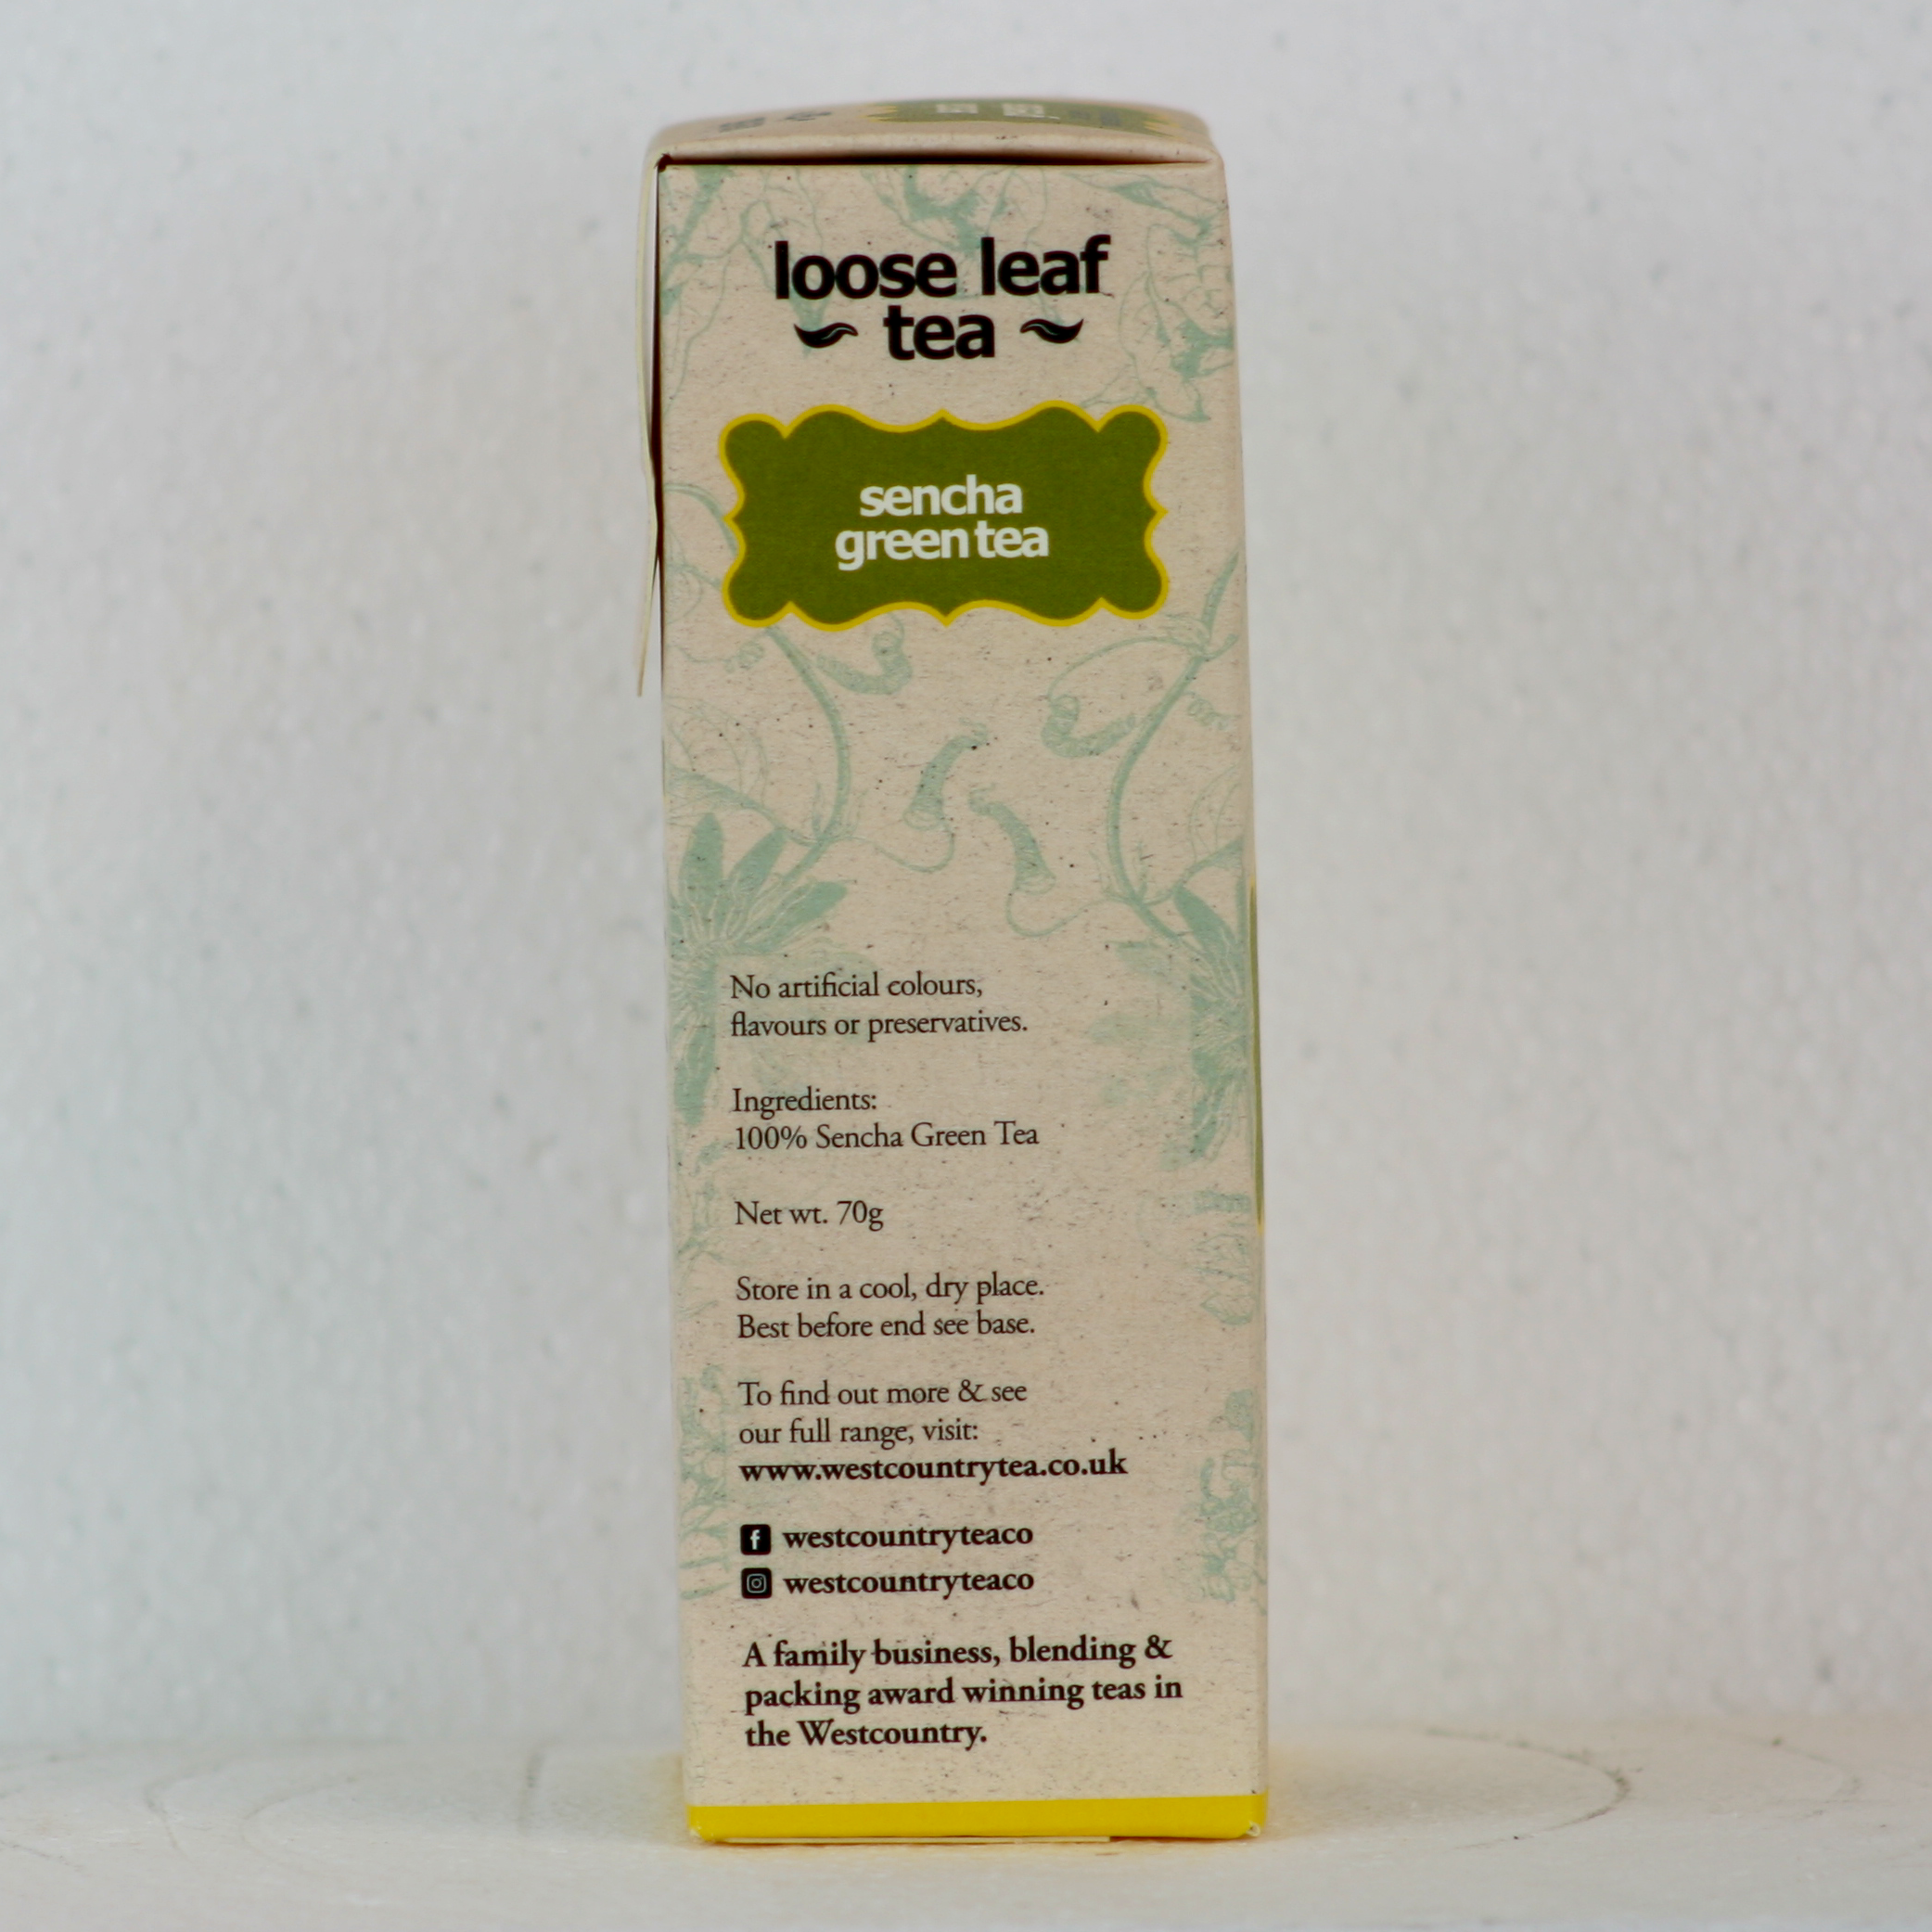 loose leaf
tea
sencha
green tea
No artificial colours,
flavours or preservatives.
Ingredients:
100% Sencha Green Tea
Net wt. 70g
Store in a cool, dry place.
Best before end see base.
To find out more & see
our full range, visit:
www.westcountrytea.co.uk
westcountryteaco
westcountryteaco
A family business, blending &
packing award winning teas in
the Westcountry.